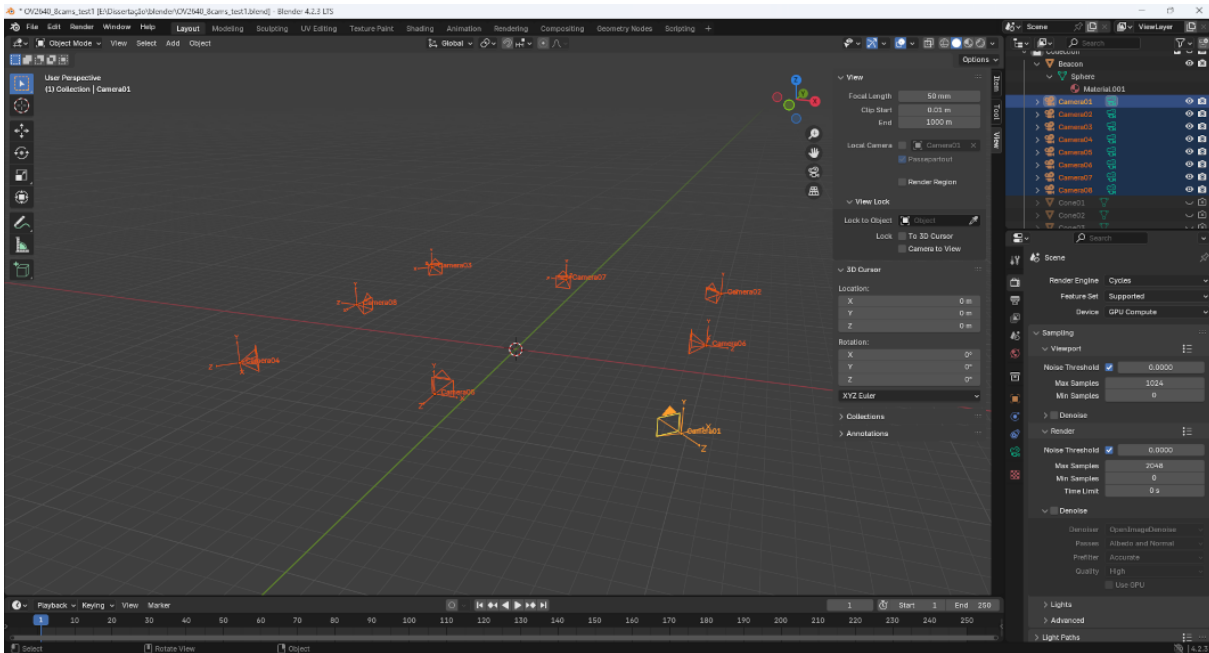 * OV2640_8cams_test1 [E:\Dissertação\blender\OV2640_8cams_test1.blend] - Blender 4.2.3 LTS
File Edit Render Window Help Layout Modeling Sculpting UV Editing Texture Paint Shading Animation Rendering Compositing Geometry Nodes Scripting + Scene ViewLayer
Object Mode View Select Add Object Global Search
Options
User Perspective
(1) Collection | Camera01
Z
Y
X
View
Focal Length 50 mm
Clip Start 0.01 m
End 1000 m
Local Camera Camera01
Passepartout
Render Region
View Lock
Lock to Object Object
Lock To 3D Cursor
Camera to View
3D Cursor
Location:
X 0 m
Y 0 m
Z 0 m
Rotation:
X 0°
Y 0°
Z 0°
XYZ Euler
Collections
Annotations
Item
Tool
View
Camera03
Camera07
Camera02
Camera08
Camera06
Camera04
Camera01
Collection
Beacon
Sphere
Material.001
Camera01
Camera02
Camera03
Camera04
Camera05
Camera06
Camera07
Camera08
Cone01
Cone02
Cone03
Search
Scene
Render Engine Cycles
Feature Set Supported
Device GPU Compute
Sampling
Viewport
Noise Threshold 0.0000
Max Samples 1024
Min Samples 0
Denoise
Render
Noise Threshold 0.0000
Max Samples 2048
Min Samples 0
Time Limit 0 s
Denoise
Denoiser OpenImageDenoise
Passes Albedo and Normal
Prefilter Accurate
Quality High
Use GPU
Lights
Advanced
Light Paths
Playback Keying View Marker 1 Start 1 End 250
1 10 20 30 40 50 60 70 80 90 100 110 120 130 140 150 160 170 180 190 200 210 220 230 240 250
Select Rotate View Object 4.2.3